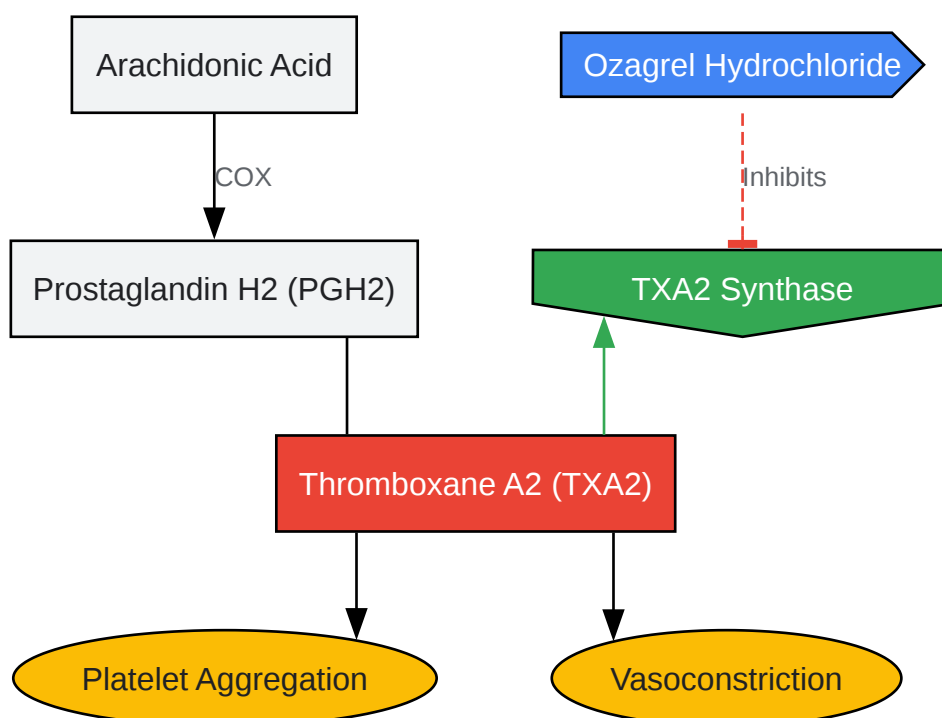 Arachidonic Acid
Ozagrel Hydrochloride
COX
Inhibits
Prostaglandin H2 (PGH2)
TXA2 Synthase
Thromboxane A2 (TXA2)
Platelet Aggregation
Vasoconstriction